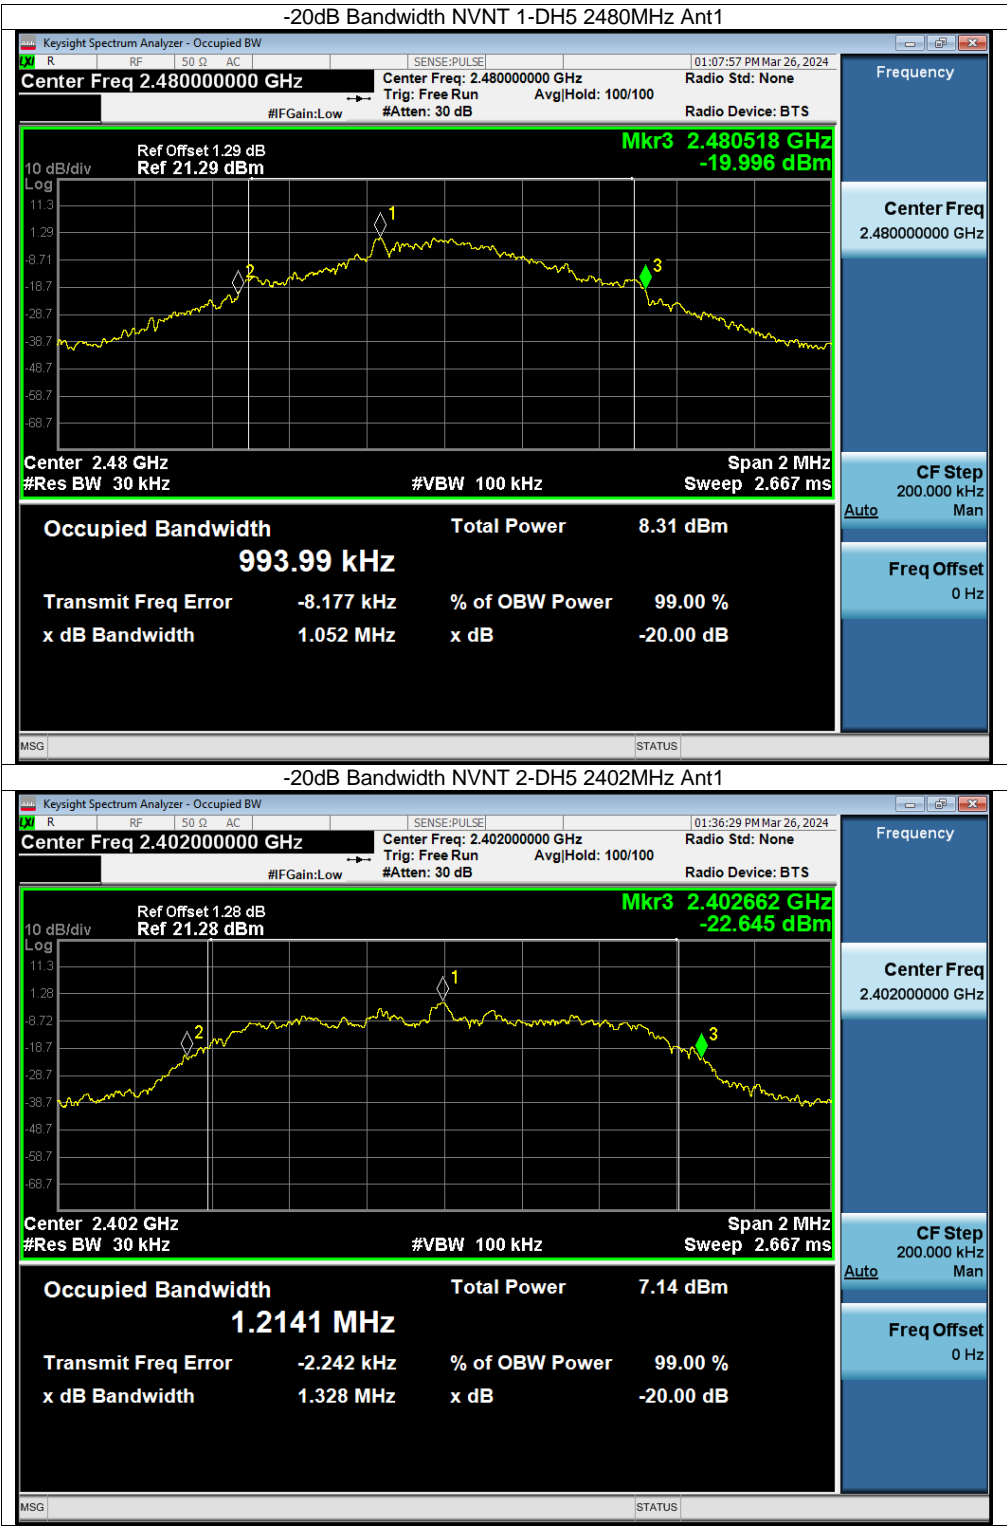 -20dB Bandwidth NVNT 1-DH5 2480MHz Ant1
Keysight Spectrum Analyzer - Occupied BW
LXI R RF 50 Ω AC SENSE:PULSE 01:07:57 PM Mar 26, 2024
Center Freq 2.480000000 GHz
Center Freq: 2.480000000 GHz
Radio Std: None
Trig: Free Run Avg|Hold: 100/100
#IFGain:Low #Atten: 30 dB Radio Device: BTS
Mkr3 2.480518 GHz
-19.996 dBm
Ref Offset 1.29 dB
10 dB/div Ref 21.29 dBm
Log
11.3
1.29
-8.71
-18.7
-28.7
-38.7
-48.7
-58.7
-68.7
1
2
3
Center 2.48 GHz Span 2 MHz
#Res BW 30 kHz #VBW 100 kHz Sweep 2.667 ms
Occupied Bandwidth Total Power 8.31 dBm
993.99 kHz
Transmit Freq Error -8.177 kHz % of OBW Power 99.00 %
x dB Bandwidth 1.052 MHz x dB -20.00 dB
MSG STATUS
Frequency
Center Freq
2.480000000 GHz
CF Step
200.000 kHz
Auto Man
Freq Offset
0 Hz
-20dB Bandwidth NVNT 2-DH5 2402MHz Ant1
Keysight Spectrum Analyzer - Occupied BW
LXI R RF 50 Ω AC SENSE:PULSE 01:36:29 PM Mar 26, 2024
Center Freq 2.402000000 GHz
Center Freq: 2.402000000 GHz
Radio Std: None
Trig: Free Run Avg|Hold: 100/100
#IFGain:Low #Atten: 30 dB Radio Device: BTS
Mkr3 2.402662 GHz
-22.645 dBm
Ref Offset 1.28 dB
10 dB/div Ref 21.28 dBm
Log
11.3
1.28
-8.72
-18.7
-28.7
-38.7
-48.7
-58.7
-68.7
1
2
3
Center 2.402 GHz Span 2 MHz
#Res BW 30 kHz #VBW 100 kHz Sweep 2.667 ms
Occupied Bandwidth Total Power 7.14 dBm
1.2141 MHz
Transmit Freq Error -2.242 kHz % of OBW Power 99.00 %
x dB Bandwidth 1.328 MHz x dB -20.00 dB
MSG STATUS
Frequency
Center Freq
2.402000000 GHz
CF Step
200.000 kHz
Auto Man
Freq Offset
0 Hz